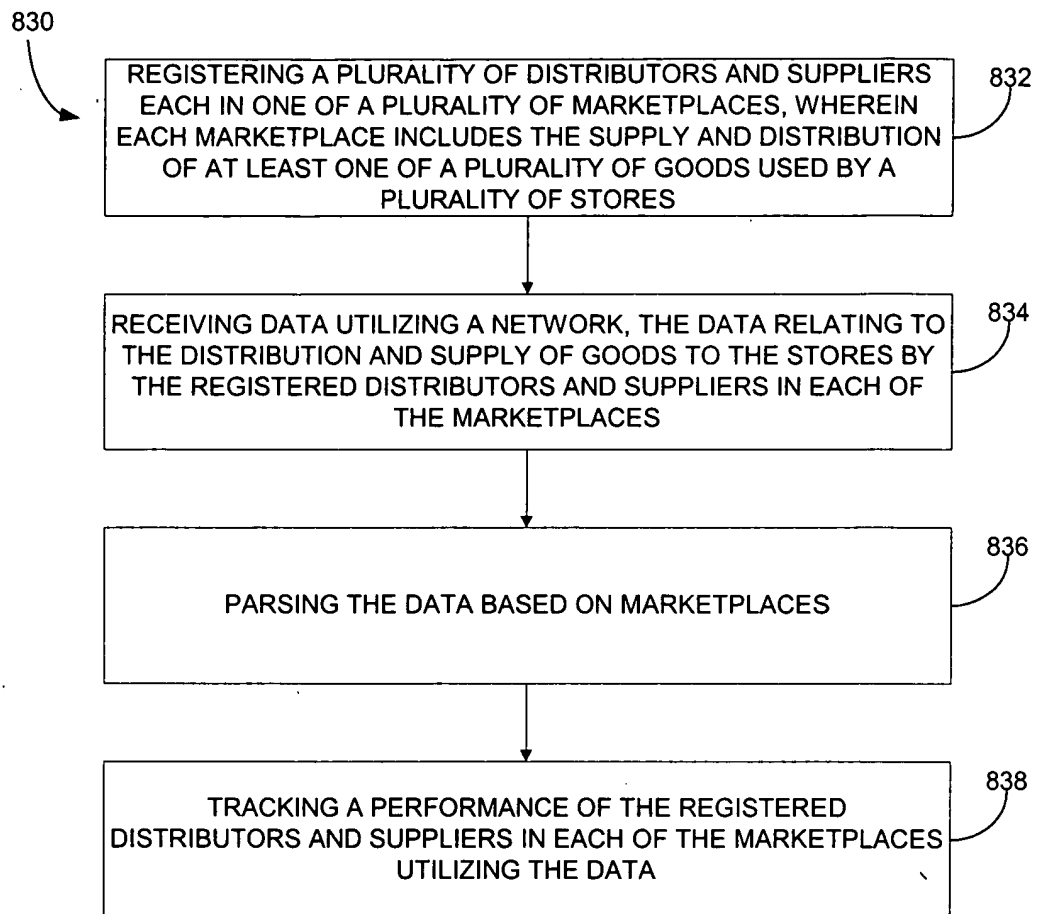 830
REGISTERING A PLURALITY OF DISTRIBUTORS AND SUPPLIERS
EACH IN ONE OF A PLURALITY OF MARKETPLACES, WHEREIN
EACH MARKETPLACE INCLUDES THE SUPPLY AND DISTRIBUTION
OF AT LEAST ONE OF A PLURALITY OF GOODS USED BY A
PLURALITY OF STORES
832
RECEIVING DATA UTILIZING A NETWORK, THE DATA RELATING TO
THE DISTRIBUTION AND SUPPLY OF GOODS TO THE STORES BY
THE REGISTERED DISTRIBUTORS AND SUPPLIERS IN EACH OF
THE MARKETPLACES
834
PARSING THE DATA BASED ON MARKETPLACES
836
TRACKING A PERFORMANCE OF THE REGISTERED
DISTRIBUTORS AND SUPPLIERS IN EACH OF THE MARKETPLACES
UTILIZING THE DATA
838